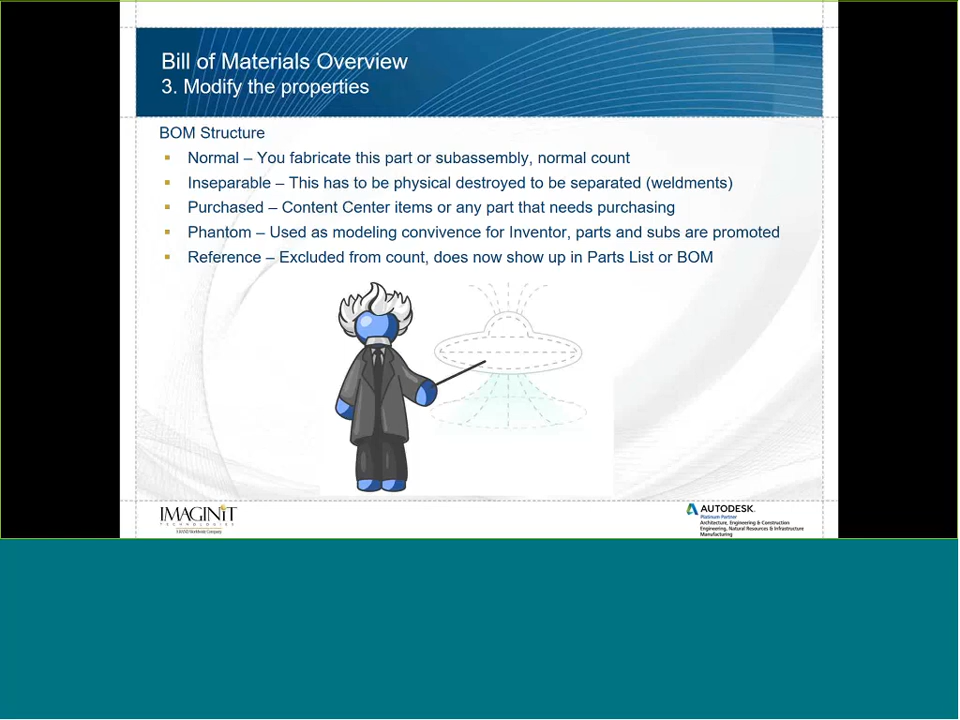 Bill of Materials Overview
3. Modify the properties
BOM Structure
Normal – You fabricate this part or subassembly, normal count
Inseparable – This has to be physical destroyed to be separated (weldments)
Purchased – Content Center items or any part that needs purchasing
Phantom – Used as modeling convivence for Inventor, parts and subs are promoted
Reference – Excluded from count, does now show up in Parts List or BOM
IMAGINiT
TECHNOLOGIES
A RAND Worldwide Company
AUTODESK.
Platinum Partner
Architecture, Engineering & Construction
Engineering, Natural Resources & Infrastructure
Manufacturing